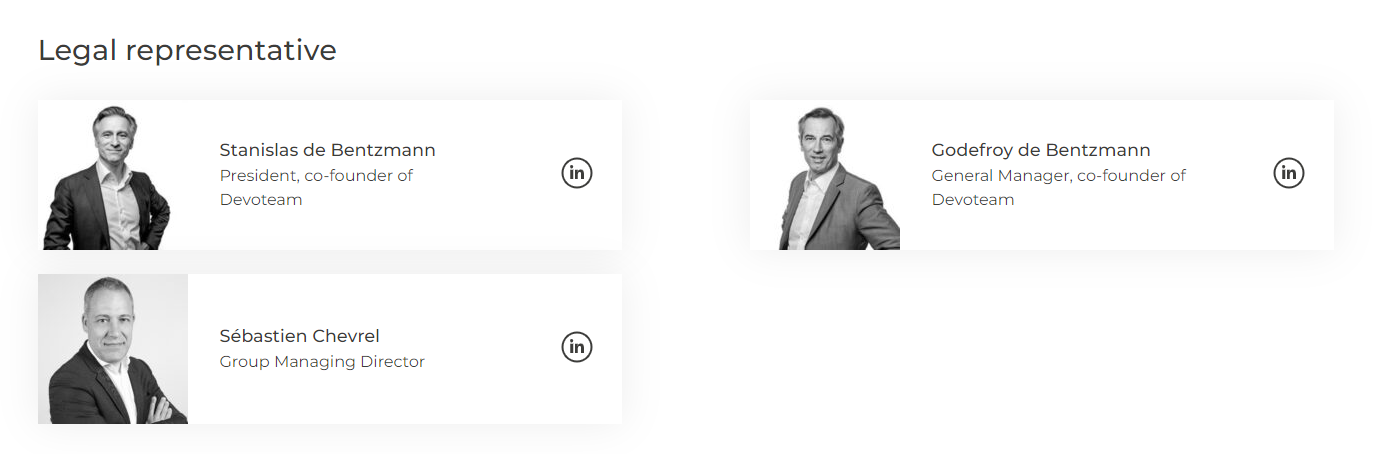 Legal representative
Stanislas de Bentzmann
President, co-founder of
Devoteam
in
Godefroy de Bentzmann
General Manager, co-founder of
Devoteam
in
Sébastien Chevrel
Group Managing Director
in